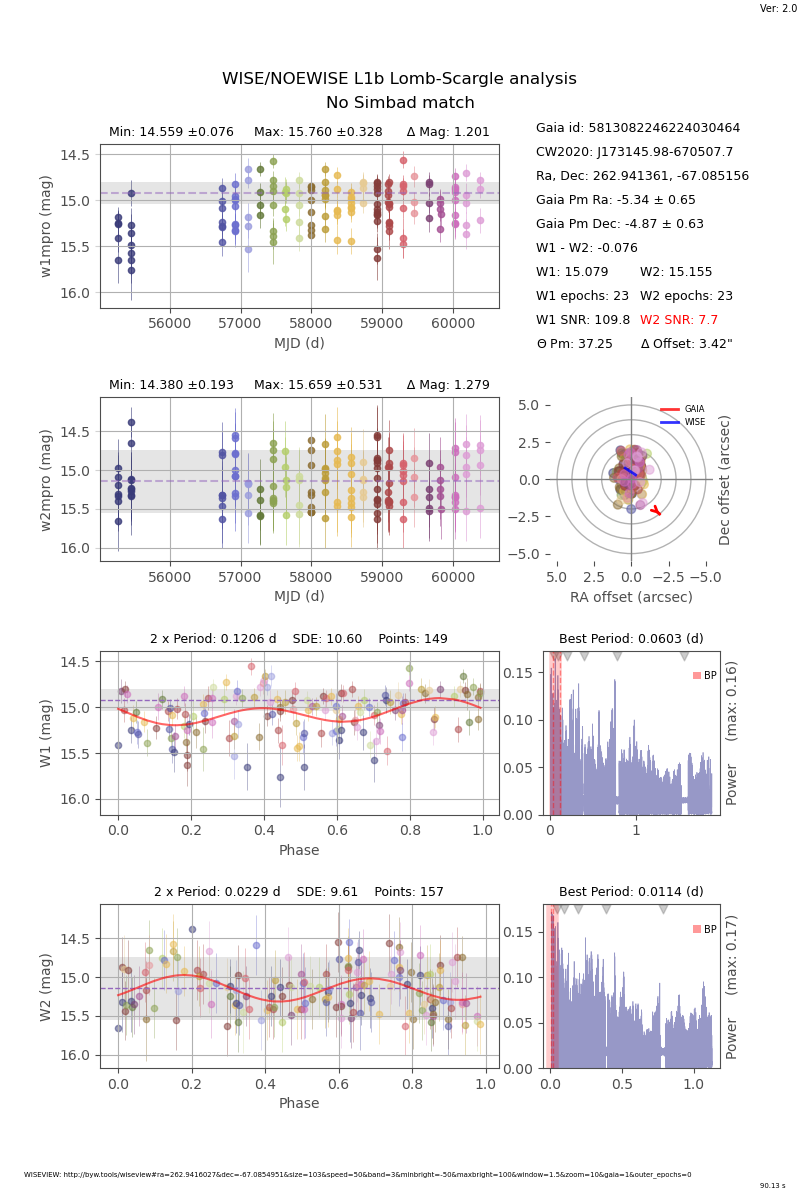 Ver: 2.0
WISE/NOEWISE L1b Lomb-Scargle analysis
No Simbad match
Min: 14.559 ±0.076 Max: 15.760 ±0.328 Δ Mag: 1.201
14.5
15.0
15.5
16.0
w1mpro (mag)
56000 57000 58000 59000 60000
MJD (d)
Gaia id: 5813082246224030464
CW2020: J173145.98-670507.7
Ra, Dec: 262.941361, -67.085156
Gaia Pm Ra: -5.34 ± 0.65
Gaia Pm Dec: -4.87 ± 0.63
W1 - W2: -0.076
W1: 15.079 W2: 15.155
W1 epochs: 23 W2 epochs: 23
W1 SNR: 109.8 W2 SNR: 7.7
Θ Pm: 37.25 Δ Offset: 3.42"
Min: 14.380 ±0.193 Max: 15.659 ±0.531 Δ Mag: 1.279
14.5
15.0
15.5
16.0
w2mpro (mag)
56000 57000 58000 59000 60000
MJD (d)
5.0
2.5
0.0
−2.5
−5.0
GAIA
WISE
Dec offset (arcsec)
5.0 2.5 0.0 −2.5 −5.0
RA offset (arcsec)
2 x Period: 0.1206 d SDE: 10.60 Points: 149
14.5
15.0
15.5
16.0
W1 (mag)
0.0 0.2 0.4 0.6 0.8 1.0
Phase
Best Period: 0.0603 (d)
0.15
0.10
0.05
0.00
BP
Power (max: 0.16)
0 1
2 x Period: 0.0229 d SDE: 9.61 Points: 157
14.5
15.0
15.5
16.0
W2 (mag)
0.0 0.2 0.4 0.6 0.8 1.0
Phase
Best Period: 0.0114 (d)
0.15
0.10
0.05
0.00
BP
Power (max: 0.17)
0.0 0.5 1.0
WISEVIEW: http://byw.tools/wiseview#ra=262.9416027&dec=-67.0854951&size=103&speed=50&band=3&minbright=-50&maxbright=100&window=1.5&zoom=10&gaia=1&outer_epochs=0
90.13 s